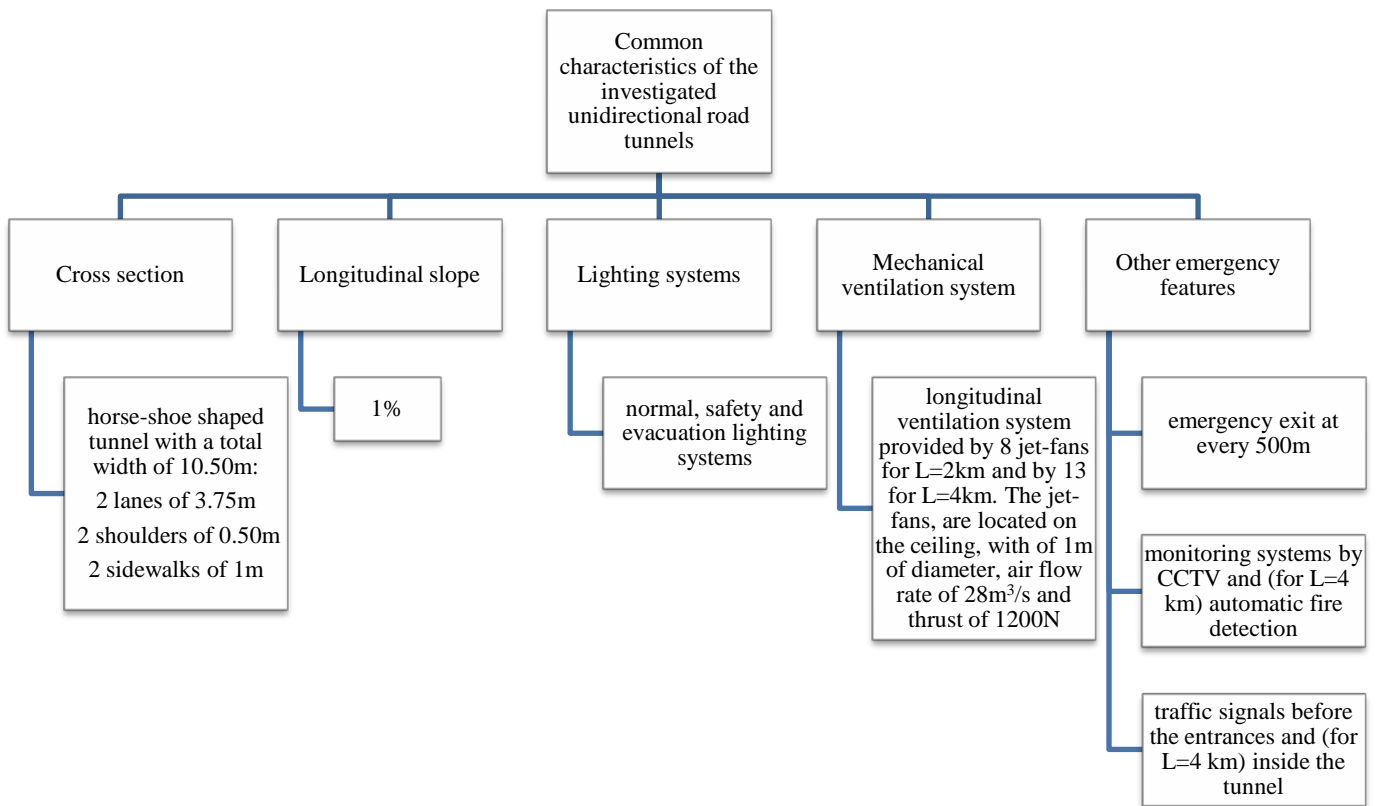 Common
characteristics of the
investigated
unidirectional road
tunnels
Cross section
Longitudinal slope
Lighting systems
Mechanical
ventilation system
Other emergency
features
horse-shoe shaped
tunnel with a total
width of 10.50m:
2 lanes of 3.75m
2 shoulders of 0.50m
2 sidewalks of 1m
1%
normal, safety and
evacuation lighting
systems
longitudinal
ventilation system
provided by 8 jet-fans
for L=2km and by 13
for L=4km. The jet-
fans, are located on
the ceiling, with of 1m
of diameter, air flow
rate of 28m³/s and
thrust of 1200N
emergency exit at
every 500m
monitoring systems by
CCTV and (for L=4
km) automatic fire
detection
traffic signals before
the entrances and (for
L=4 km) inside the
tunnel